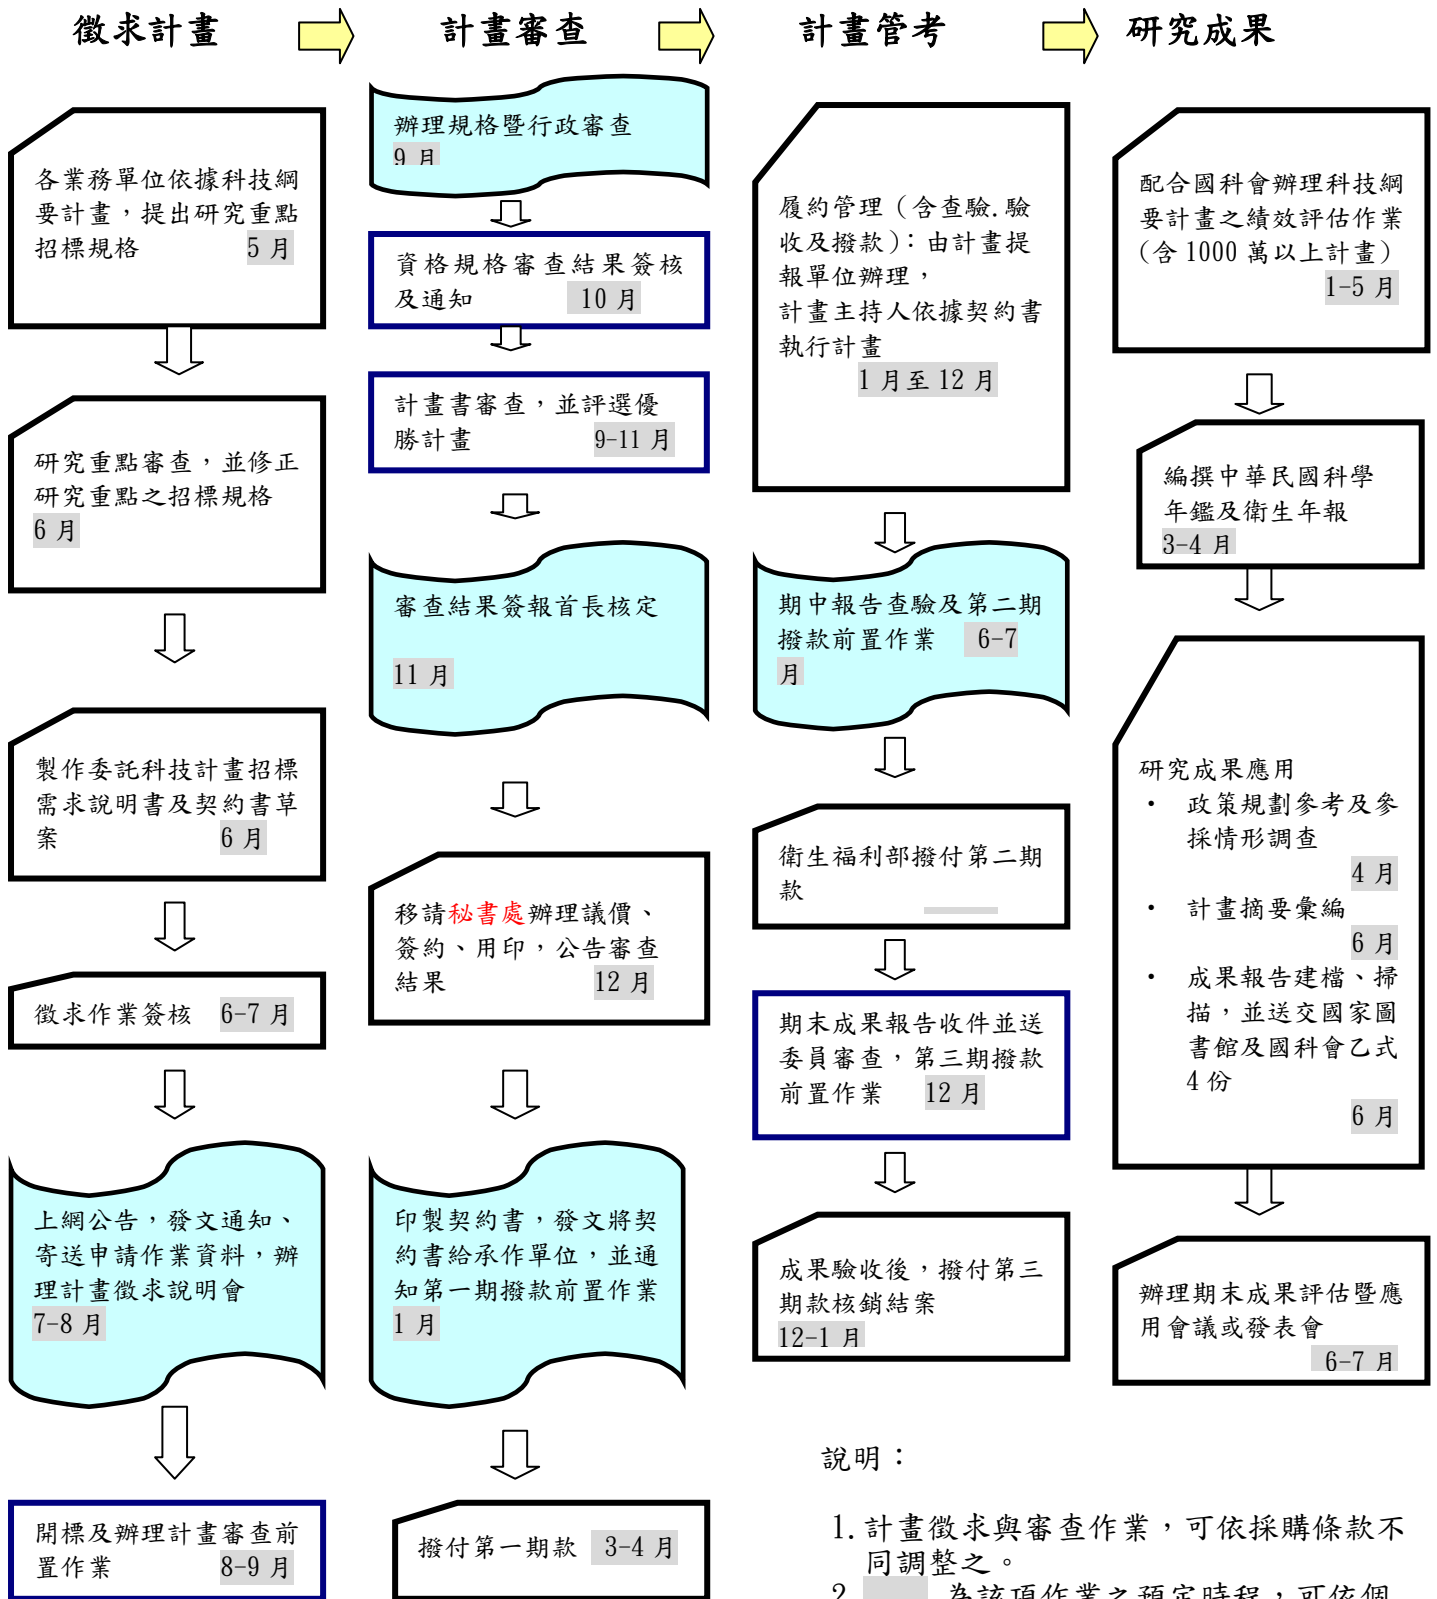 徵求計畫
計畫審查
計畫管考
研究成果
各業務單位依據科技綱
要計畫，提出研究重點
招標規格 5 月
研究重點審查，並修正
研究重點之招標規格
6 月
製作委託科技計畫招標
需求說明書及契約書草
案 6 月
徵求作業簽核 6-7 月
上網公告，發文通知、
寄送申請作業資料，辦
理計畫徵求說明會
7-8 月
開標及辦理計畫審查前
置作業 8-9 月
辦理規格暨行政審查
9 月
資格規格審查結果簽核
及通知 10 月
計畫書審查，並評選優
勝計畫 9-11 月
審查結果簽報首長核定
11 月
移請秘書處辦理議價、
簽約、用印，公告審查
結果 12 月
印製契約書，發文將契
約書給承作單位，並通
知第一期撥款前置作業
1 月
撥付第一期款 3-4 月
履約管理（含查驗.驗
收及撥款）：由計畫提
報單位辦理，
計畫主持人依據契約書
執行計畫
1 月至 12 月
期中報告查驗及第二期
撥款前置作業 6-7
月
衛生福利部撥付第二期
款
期末成果報告收件並送
委員審查，第三期撥款
前置作業 12 月
成果驗收後，撥付第三
期款核銷結案
12-1 月
配合國科會辦理科技綱
要計畫之績效評估作業
(含 1000 萬以上計畫)
1-5 月
編撰中華民國科學
年鑑及衛生年報
3-4 月
研究成果應用
· 政策規劃參考及參
採情形調查
4 月
· 計畫摘要彙編
6 月
· 成果報告建檔、掃
描，並送交國家圖
書館及國科會乙式
4 份
6 月
辦理期末成果評估暨應
用會議或發表會
6-7 月
說明：
1.計畫徵求與審查作業，可依採購條款不
同調整之。
2. 為該項作業之預定時程，可依個